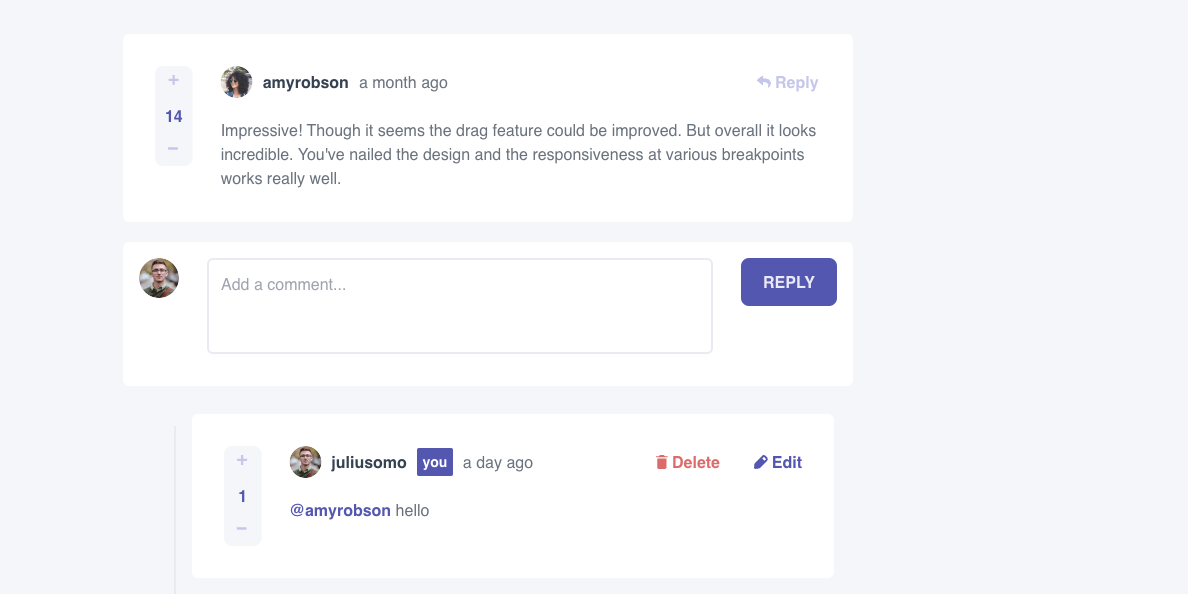 +
14
−
amyrobson a month ago
Reply
Impressive! Though it seems the drag feature could be improved. But overall it looks
incredible. You've nailed the design and the responsiveness at various breakpoints
works really well.
Add a comment...
REPLY
+
1
−
juliusomo you a day ago
Delete Edit
@amyrobson hello